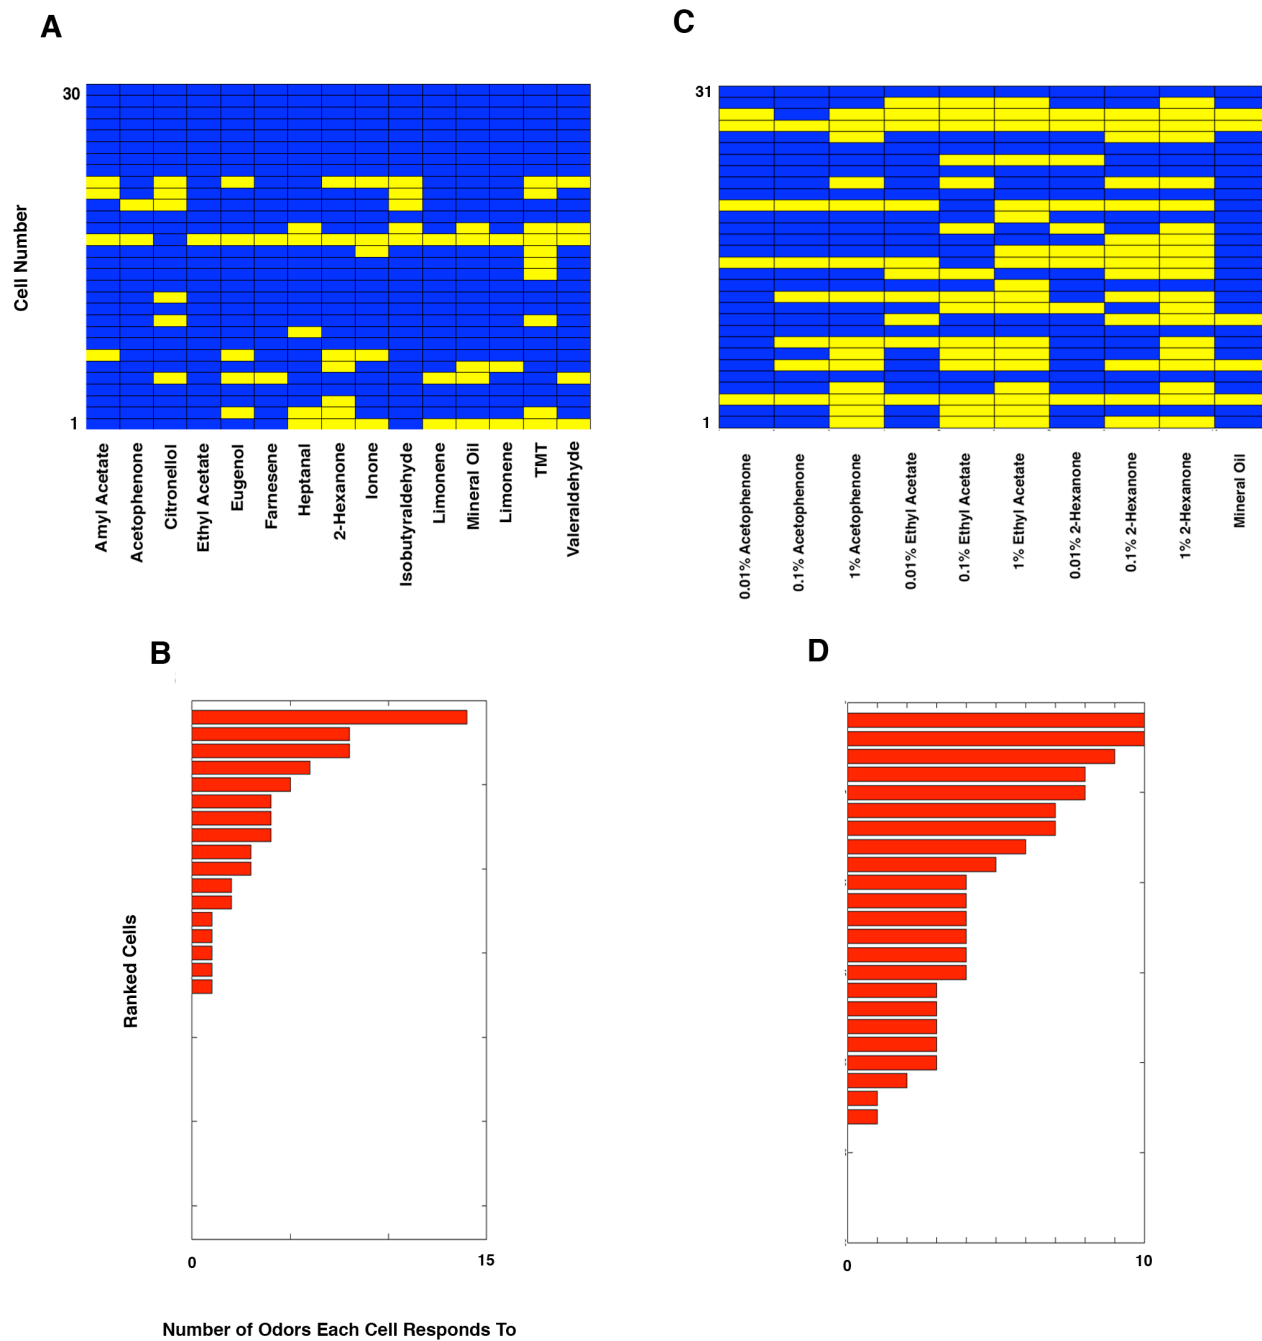 A
30
Cell Number
1
Amyl Acetate
Acetophenone
Citronellol
Ethyl Acetate
Eugenol
Farnesene
Heptanal
2-Hexanone
Ionone
Isobutyraldehyde
Limonene
Mineral Oil
Limonene
TMT
Valeraldehyde
C
31
1
0.01% Acetophenone
0.1% Acetophenone
1% Acetophenone
0.01% Ethyl Acetate
0.1% Ethyl Acetate
1% Ethyl Acetate
0.01% 2-Hexanone
0.1% 2-Hexanone
1% 2-Hexanone
Mineral Oil
B
Ranked Cells
0
15
Number of Odors Each Cell Responds To
D
0
10